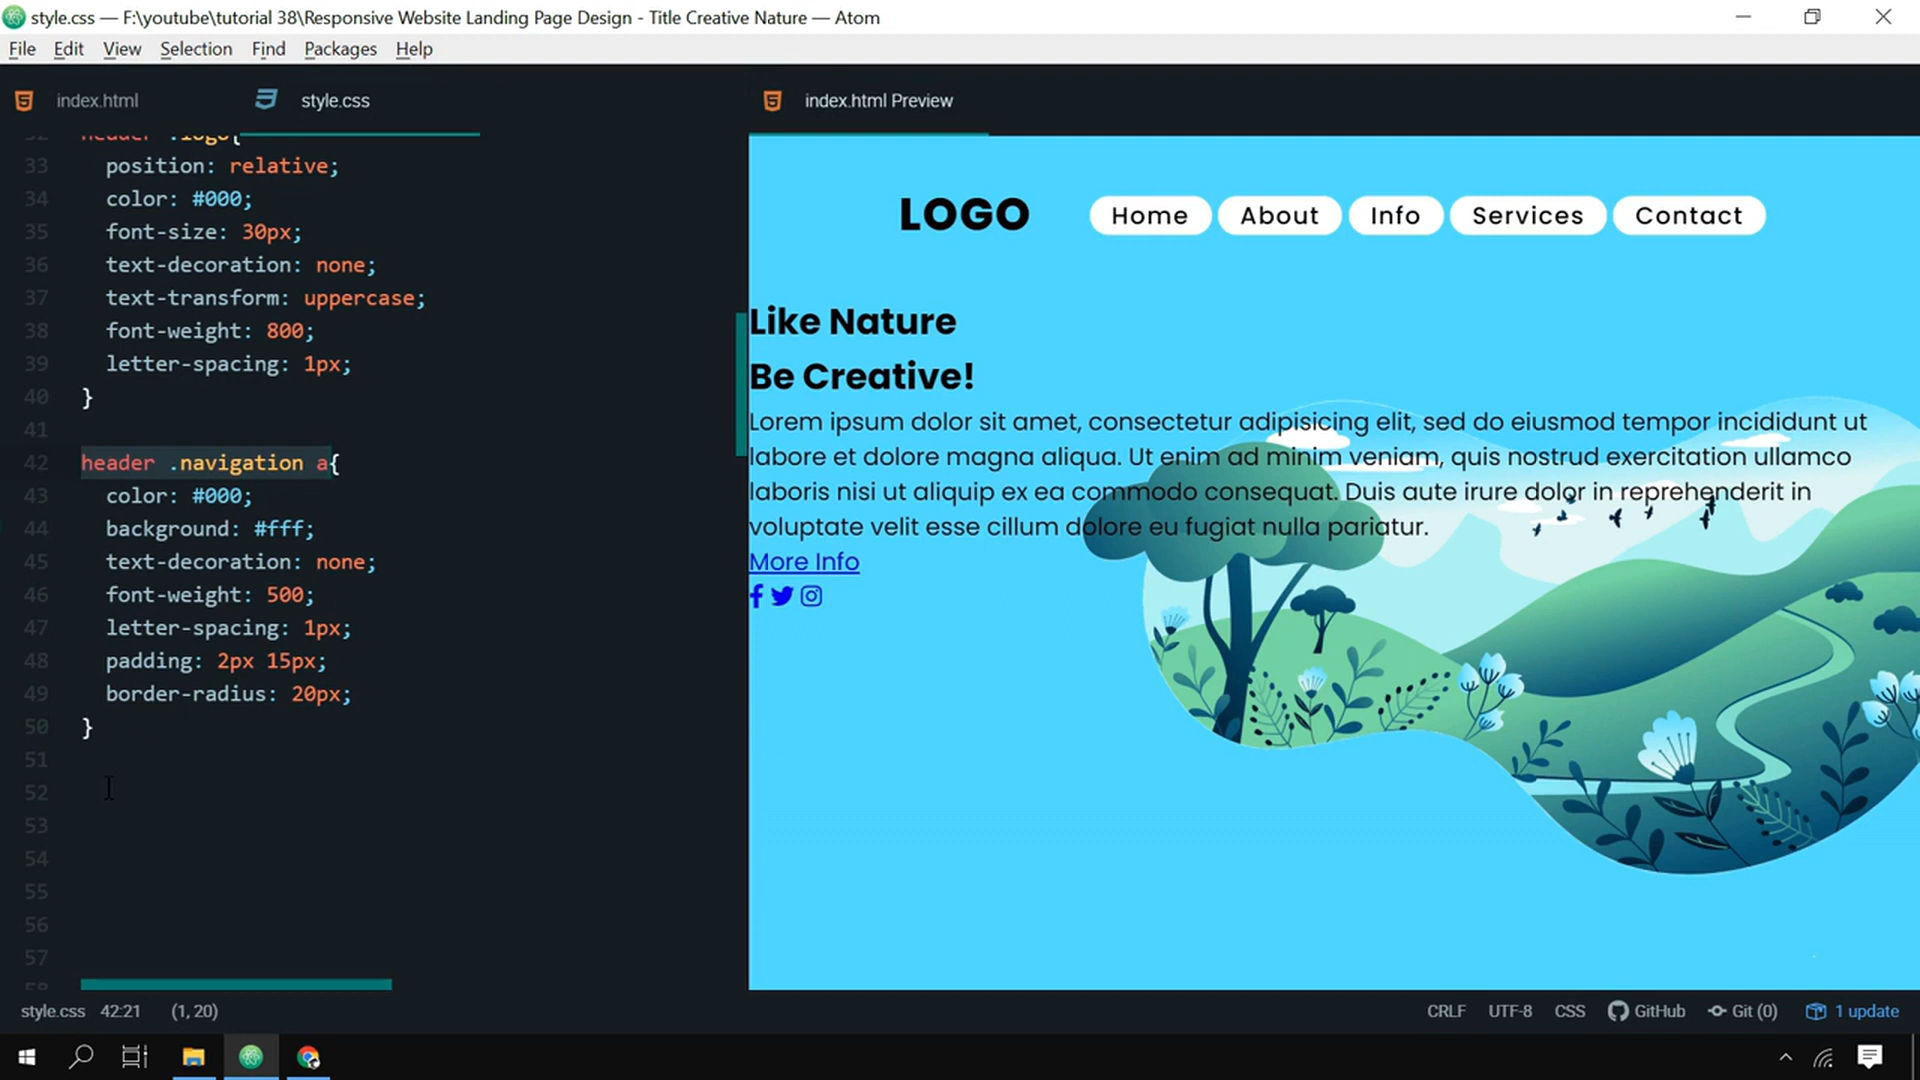 style.css — F:\youtube\tutorial 38\Responsive Website Landing Page Design - Title Creative Nature — Atom
File Edit View Selection Find Packages Help
index.html style.css index.html Preview
32 header .logo{
33 position: relative;
34 color: #000;
35 font-size: 30px;
36 text-decoration: none;
37 text-transform: uppercase;
38 font-weight: 800;
39 letter-spacing: 1px;
40 }
41
42 header .navigation a{
43 color: #000;
44 background: #fff;
45 text-decoration: none;
46 font-weight: 500;
47 letter-spacing: 1px;
48 padding: 2px 15px;
49 border-radius: 20px;
50 }
51
52
53
54
55
56
57
58
LOGO Home About Info Services Contact
Like Nature
Be Creative!
Lorem ipsum dolor sit amet, consectetur adipisicing elit, sed do eiusmod tempor incididunt ut
labore et dolore magna aliqua. Ut enim ad minim veniam, quis nostrud exercitation ullamco
laboris nisi ut aliquip ex ea commodo consequat. Duis aute irure dolor in reprehenderit in
voluptate velit esse cillum dolore eu fugiat nulla pariatur.
More Info
style.css 42:21 (1, 20) CRLF UTF-8 CSS GitHub Git (0) 1 update